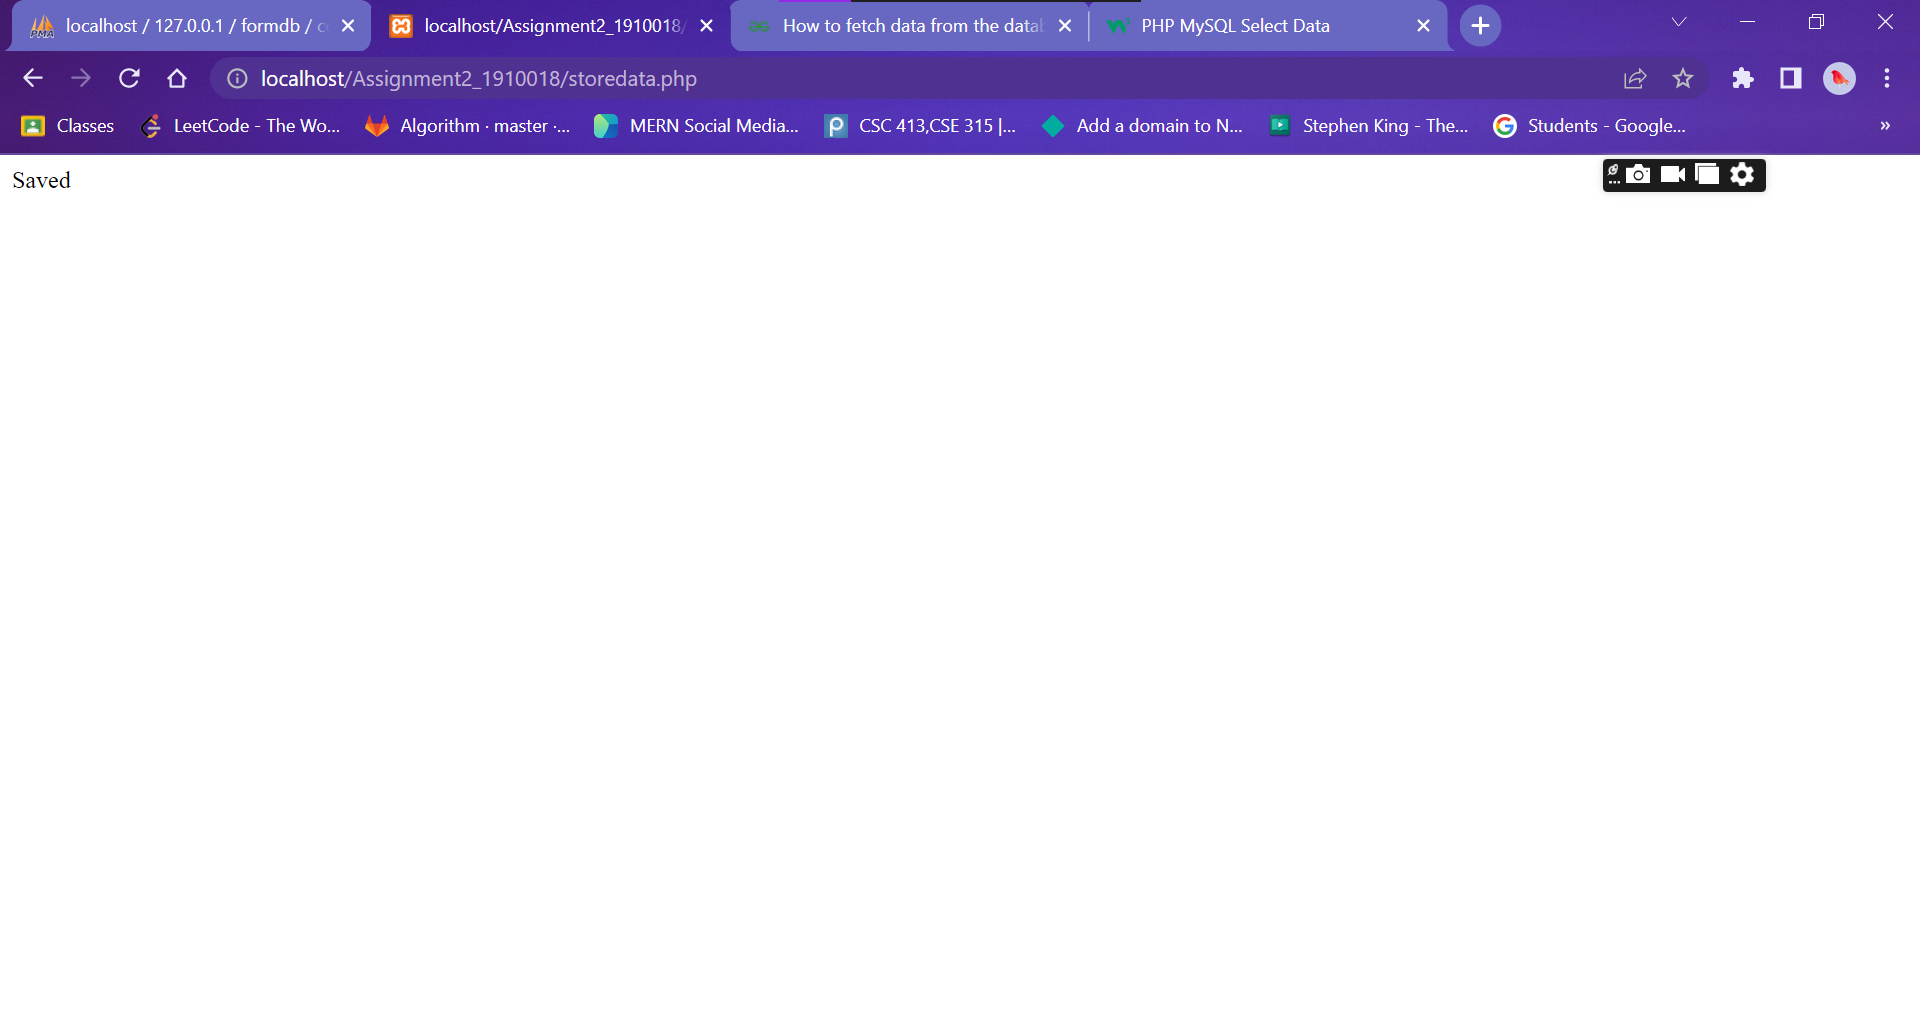 localhost / 127.0.0.1 / formdb / c
localhost/Assignment2_1910018/
How to fetch data from the datab
PHP MySQL Select Data
localhost/Assignment2_1910018/storedata.php
Classes
LeetCode - The Wo...
Algorithm · master ·...
MERN Social Media...
CSC 413,CSE 315 |...
Add a domain to N...
Stephen King - The...
Students - Google...
Saved